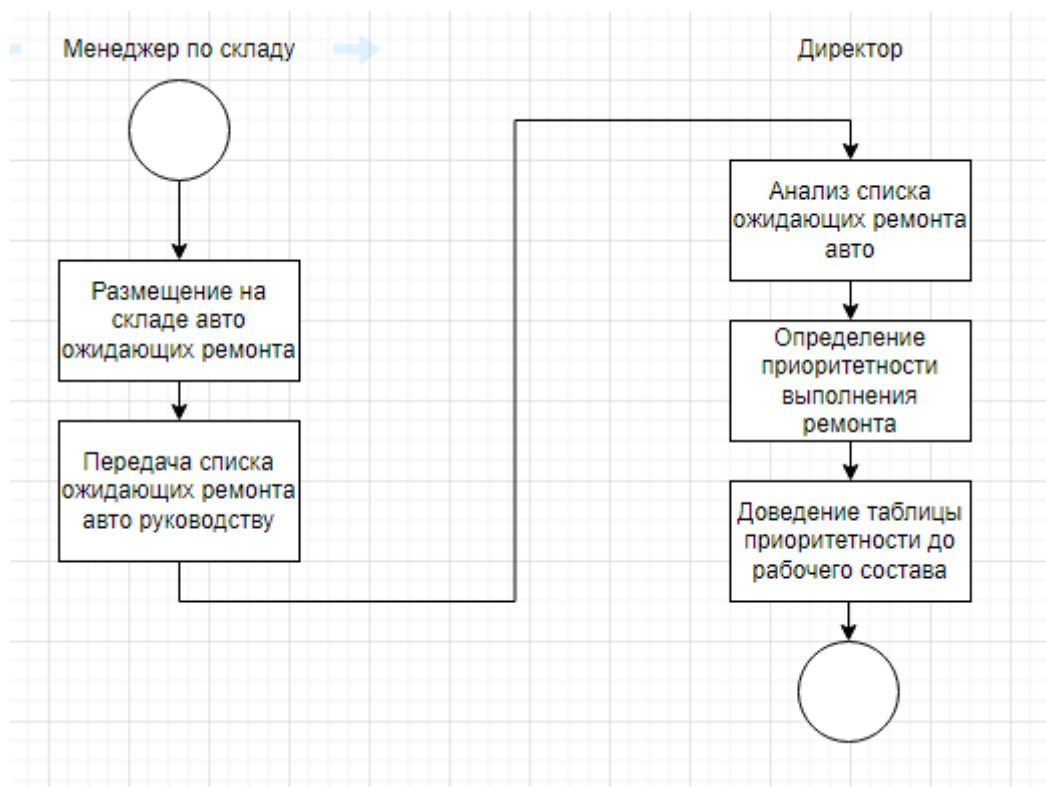 Менеджер по складу
Директор
Размещение на
складе авто
ожидающих ремонта
Передача списка
ожидающих ремонта
авто руководству
Анализ списка
ожидающих ремонта
авто
Определение
приоритетности
выполнения
ремонта
Доведение таблицы
приоритетности до
рабочего состава